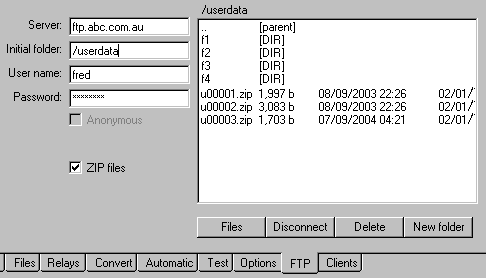 Server: ftp.abc.com.au
Initial folder: /userdata
User name: fred
Password: xxxxxxxx
Anonymous
ZIP files
/userdata
.. [parent]
f1 [DIR]
f2 [DIR]
f3 [DIR]
f4 [DIR]
u00001.zip 1,997 b 08/09/2003 22:26 02/01/
u00002.zip 3,083 b 08/09/2003 22:26 02/01/
u00003.zip 1,703 b 07/09/2004 04:21 02/01/
Files Disconnect Delete New folder
Files Relays Convert Automatic Test Options FTP Clients